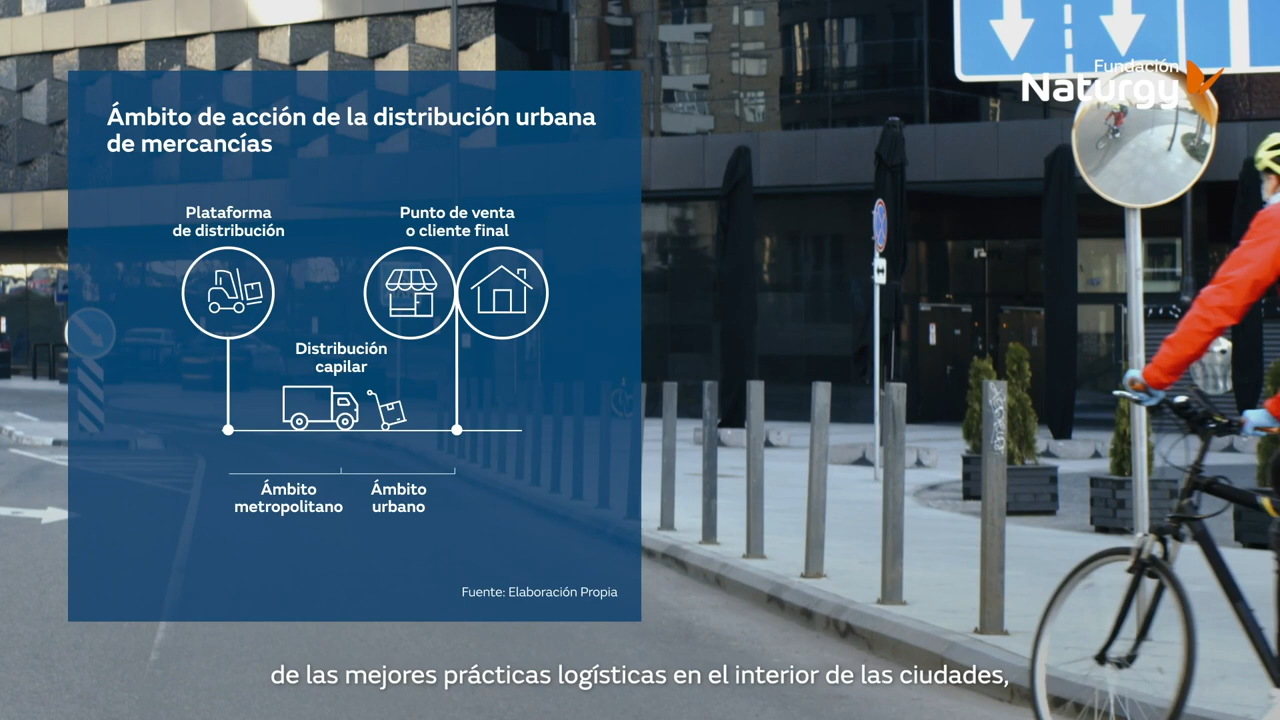 Fundación
Naturgy
Ámbito de acción de la distribución urbana
de mercancías
Plataforma
de distribución
Punto de venta
o cliente final
Distribución
capilar
Ámbito
metropolitano
Ámbito
urbano
Fuente: Elaboración Propia
de las mejores prácticas logísticas en el interior de las ciudades,